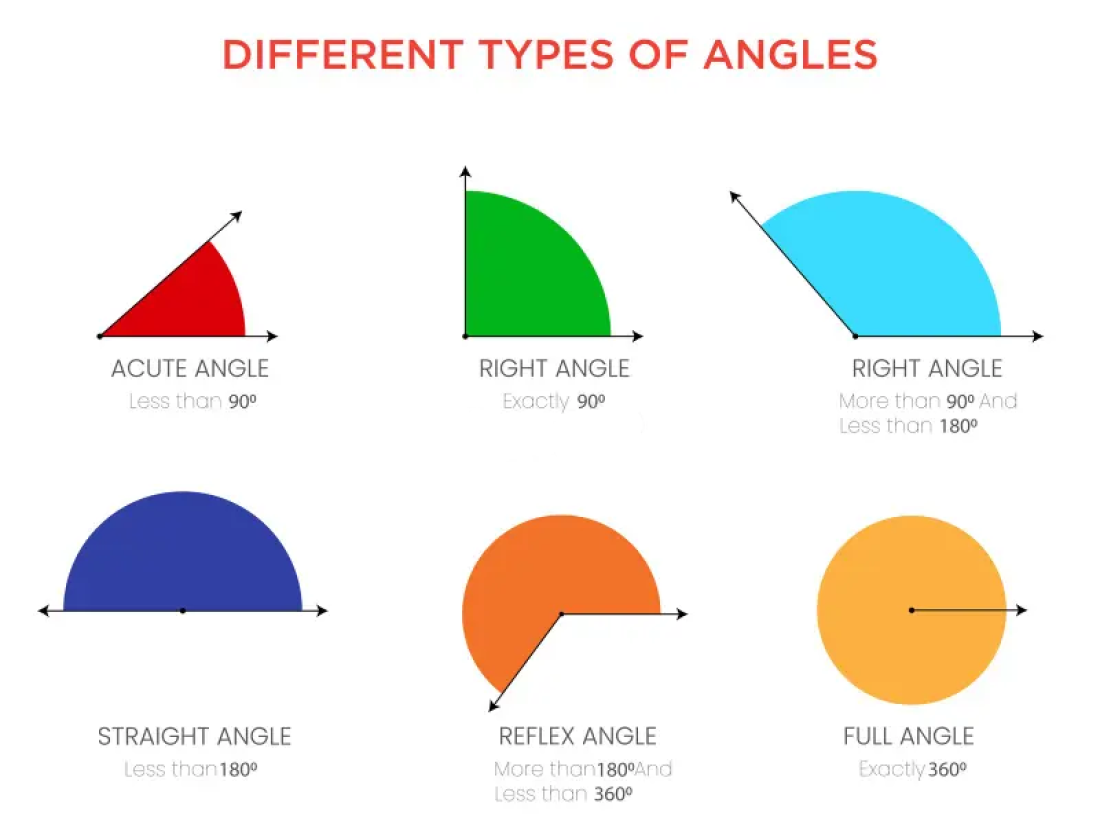 DIFFERENT TYPES OF ANGLES
ACUTE ANGLE
Less than 90º
RIGHT ANGLE
Exactly 90º
RIGHT ANGLE
More than 90º And
Less than 180º
STRAIGHT ANGLE
Less than180º
REFLEX ANGLE
More than180ºAnd
Less than 360º
FULL ANGLE
Exactly360º